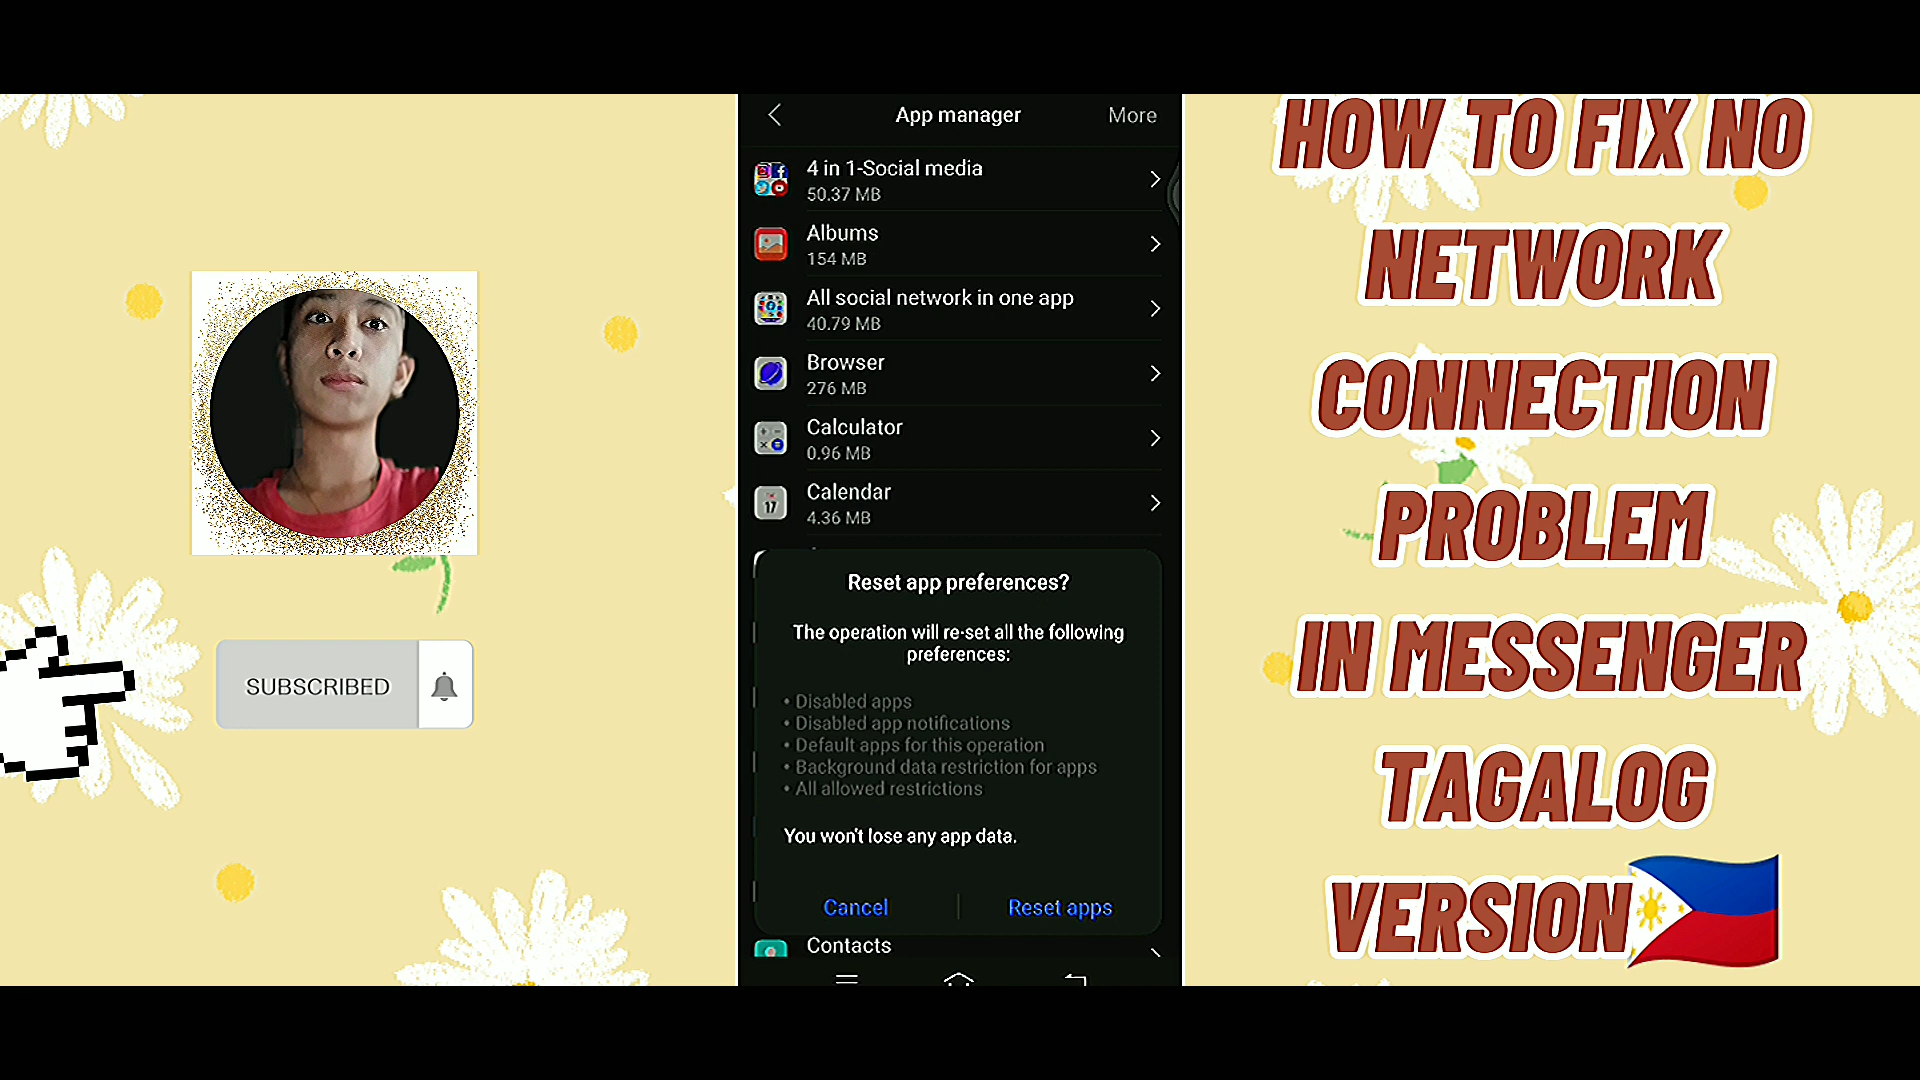 App manager
More
4 in 1-Social media
50.37 MB
Albums
154 MB
All social network in one app
40.79 MB
Browser
276 MB
Calculator
0.96 MB
Calendar
17
4.36 MB
Reset app preferences?
The operation will re-set all the following
preferences:
• Disabled apps
• Disabled app notifications
• Default apps for this operation
• Background data restriction for apps
• All allowed restrictions
You won't lose any app data.
Cancel
Reset apps
Contacts
SUBSCRIBED
HOW TO FIX NO
NETWORK
CONNECTION
PROBLEM
IN MESSENGER
TAGALOG
VERSION